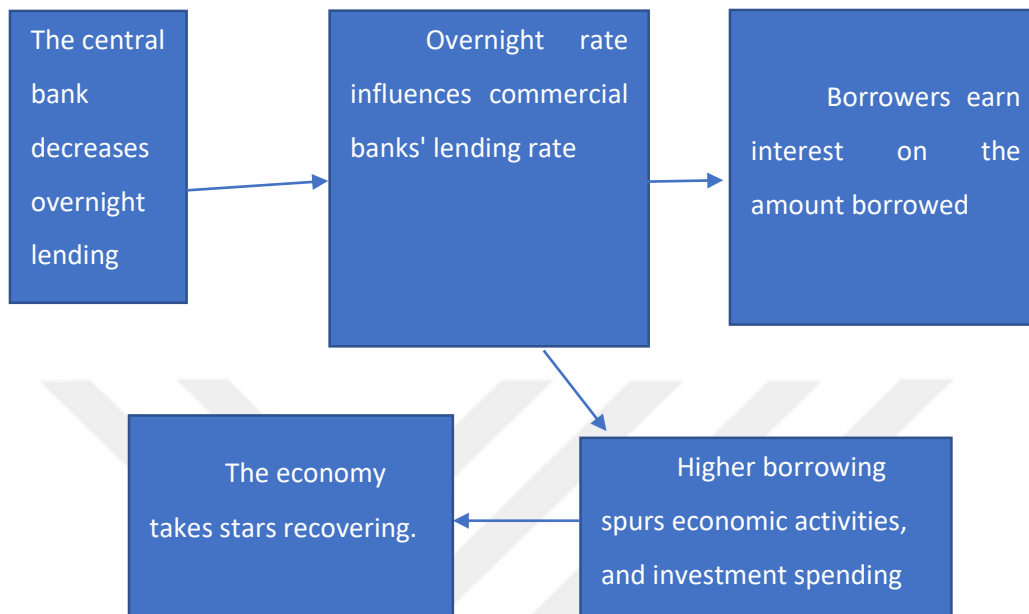 The central
bank
decreases
overnight
lending
Overnight rate
influences commercial
banks' lending rate
Borrowers earn
interest on the
amount borrowed
The economy
takes stars recovering.
Higher borrowing
spurs economic activities,
and investment spending